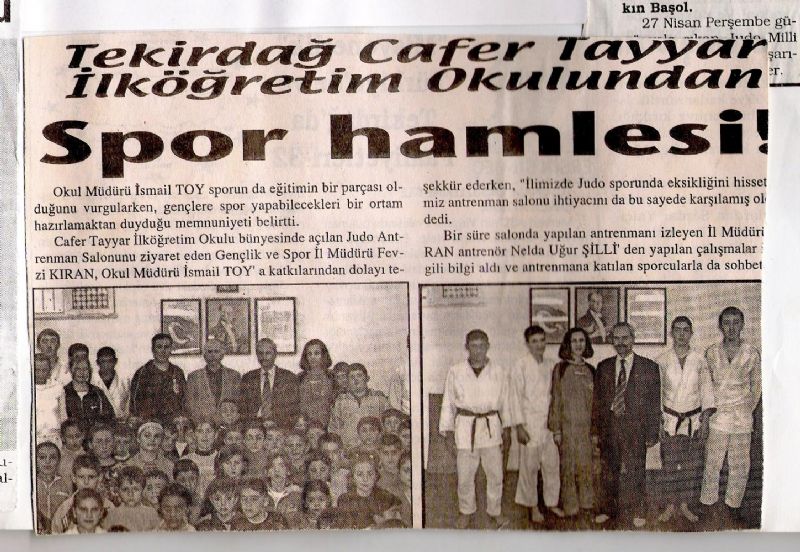 kın Başol.
27 Nisan Perşembe gü-
Judo Milli
şarı-
er.
Tekirdağ Cafer Tayyar
İlköğretim Okulundan
Spor hamlesi!
Okul Müdürü İsmail TOY sporun da eğitimin bir parçası ol-
duğunu vurgularken, gençlere spor yapabilecekleri bir ortam
hazırlamaktan duyduğu memnuniyeti belirtti.
Cafer Tayyar İlköğretim Okulu bünyesinde açılan Judo Ant-
renman Salonunu ziyaret eden Gençlik ve Spor İl Müdürü Fev-
zi KIRAN, Okul Müdürü İsmail TOY' a katkılarından dolayı te-
şekkür ederken, "İlimizde Judo sporunda eksikliğini hisset
miz antrenman salonu ihtiyacını da bu sayede karşılamış ol
dedi.
Bir süre salonda yapılan antrenmanı izleyen İl Müdürü
RAN antrenör Nelda Uğur ŞİLLİ' den yapılan çalışmalar
gili bilgi aldı ve antrenmana katılan sporcularla da sohbet